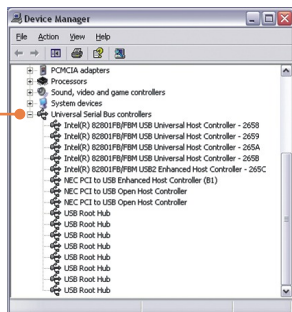 Device Manager
File Action View Help
PCMCIA adapters
Processors
Sound, video and game controllers
System devices
Universal Serial Bus controllers
Intel(R) 82801FB/FBM USB Universal Host Controller - 2658
Intel(R) 82801FB/FBM USB Universal Host Controller - 2659
Intel(R) 82801FB/FBM USB Universal Host Controller - 265A
Intel(R) 82801FB/FBM USB Universal Host Controller - 265B
Intel(R) 82801FB/FBM USB2 Enhanced Host Controller - 265C
NEC PCI to USB Enhanced Host Controller (B1)
NEC PCI to USB Open Host Controller
NEC PCI to USB Open Host Controller
USB Root Hub
USB Root Hub
USB Root Hub
USB Root Hub
USB Root Hub
USB Root Hub
USB Root Hub
USB Root Hub